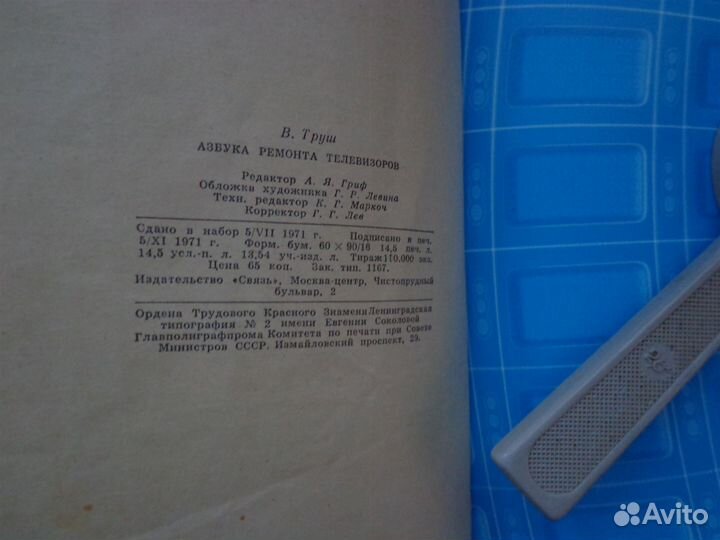 В. Труш
АЗБУКА РЕМОНТА ТЕЛЕВИЗОРОВ
Редактор А. Я. Гриф
Обложка художника Г. Р. Левина
Техн. редактор К. Г. Маркоч
Корректор Г. Г. Лев
Сдано в набор 5/VII 1971 г. Подписано в печ.
5/XI 1971 г. Форм. бум. 60 × 90/16 14,5 печ. л.
14,5 усл-п. л. 13,54 уч.-изд. л. Тираж 110.000 экз.
Цена 65 коп. Зак. тип. 1167.
Издательство «Связь», Москва-центр, Чистопрудный
бульвар, 2
Ордена Трудового Красного Знамени Ленинградская
типография № 2 имени Евгении Соколовой
Главполиграфпрома Комитета по печати при Совете
Министров СССР. Измайловский проспект, 29.
Avito